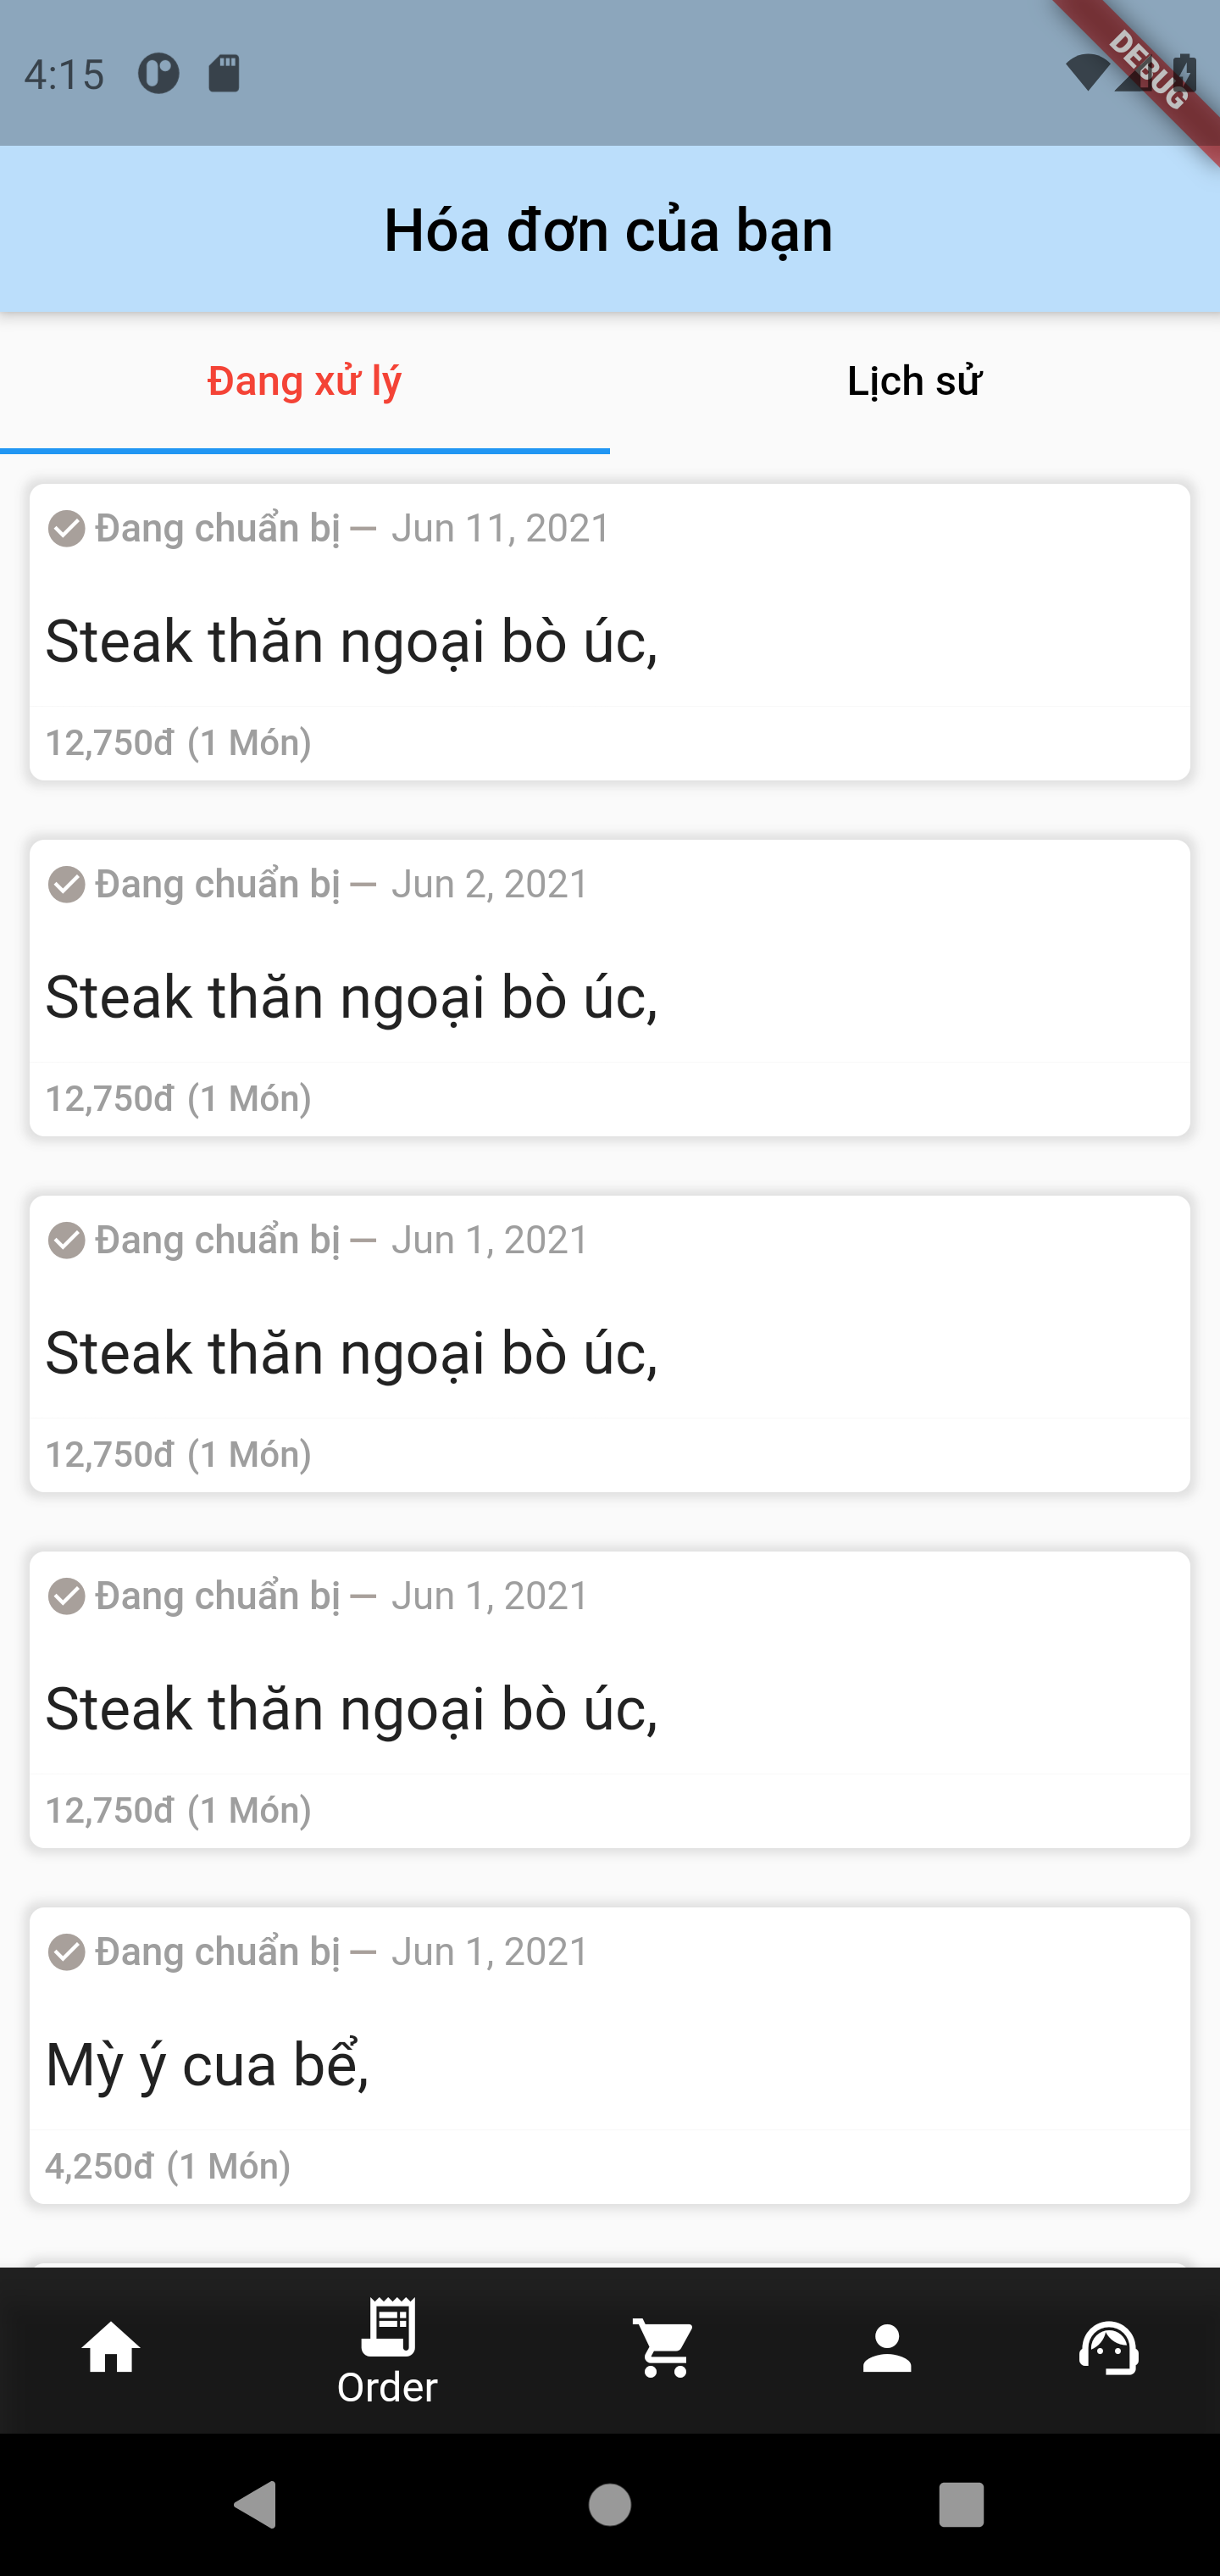 4:15
DEBUG
Hóa đơn của bạn
Đang xử lý
Lịch sử
Đang chuẩn bị — Jun 11, 2021
Steak thăn ngoại bò úc,
12,750đ (1 Món)
Đang chuẩn bị — Jun 2, 2021
Steak thăn ngoại bò úc,
12,750đ (1 Món)
Đang chuẩn bị — Jun 1, 2021
Steak thăn ngoại bò úc,
12,750đ (1 Món)
Đang chuẩn bị — Jun 1, 2021
Steak thăn ngoại bò úc,
12,750đ (1 Món)
Đang chuẩn bị — Jun 1, 2021
Mỳ ý cua bể,
4,250đ (1 Món)
Order